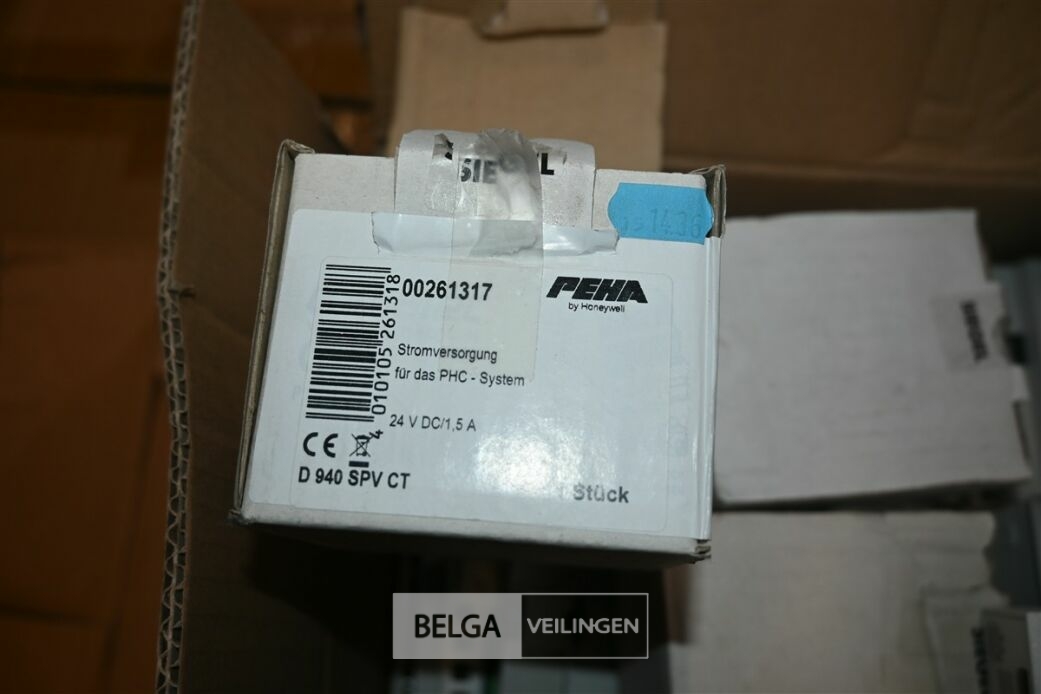 SIEGEL
1436
00261317
PEHA
by Honeywell
4 010105 261318
Stromversorgung
für das PHC - System
24 V DC/1,5 A
CE
D 940 SPV CT
1 Stück
BELGA VEILINGEN